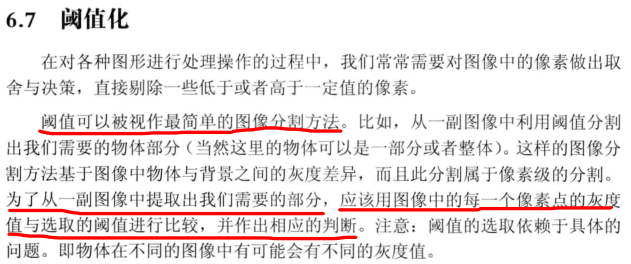 6.7 阈值化
在对各种图形进行处理操作的过程中，我们常常需要对图像中的像素做出取
舍与决策，直接剔除一些低于或者高于一定值的像素。
阈值可以被视作最简单的图像分割方法。比如，从一副图像中利用阈值分割
出我们需要的物体部分（当然这里的物体可以是一部分或者整体）。这样的图像分
割方法基于图像中物体与背景之间的灰度差异，而且此分割属于像素级的分割。
为了从一副图像中提取出我们需要的部分，应该用图像中的每一个像素点的灰度
值与选取的阈值进行比较，并作出相应的判断。注意：阈值的选取依赖于具体的
问题。即物体在不同的图像中有可能会有不同的灰度值。